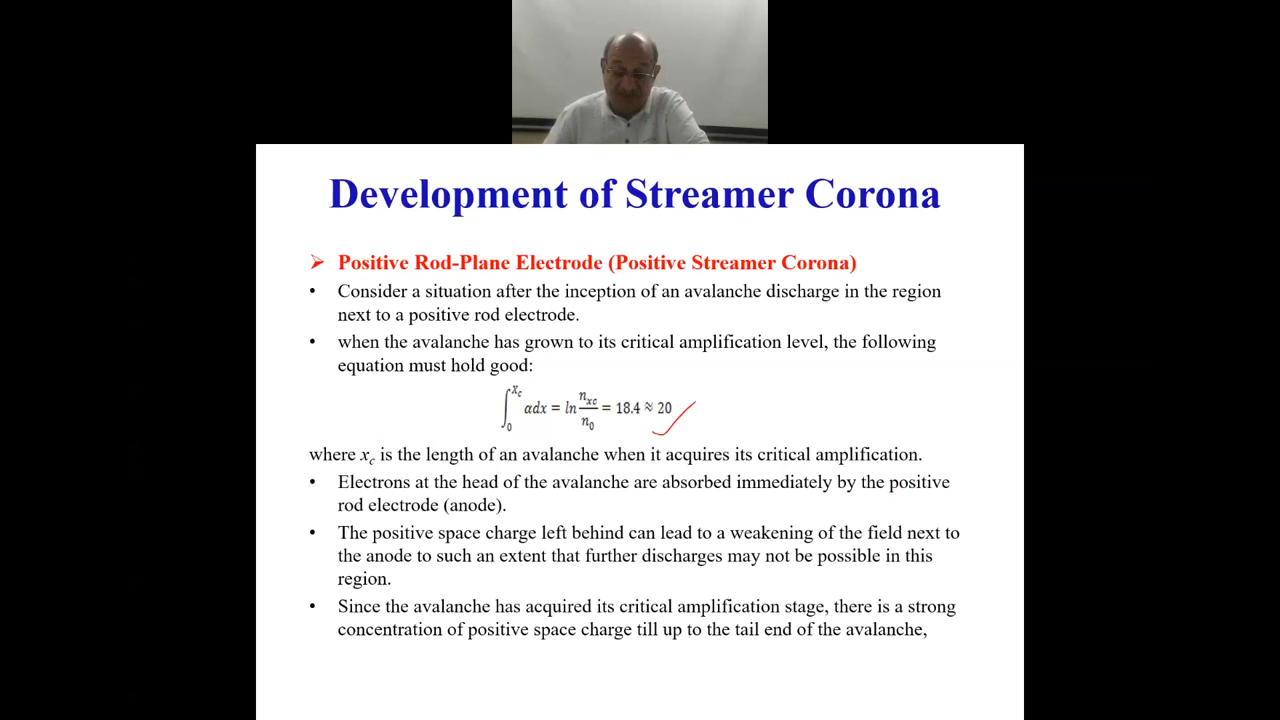 Development of Streamer Corona
➢ Positive Rod-Plane Electrode (Positive Streamer Corona)
• Consider a situation after the inception of an avalanche discharge in the region
next to a positive rod electrode.
• when the avalanche has grown to its critical amplification level, the following
equation must hold good:
∫₀^{x_c} αdx = ln n_{xc}/n₀ = 18.4 ≈ 20
where x_c is the length of an avalanche when it acquires its critical amplification.
• Electrons at the head of the avalanche are absorbed immediately by the positive
rod electrode (anode).
• The positive space charge left behind can lead to a weakening of the field next to
the anode to such an extent that further discharges may not be possible in this
region.
• Since the avalanche has acquired its critical amplification stage, there is a strong
concentration of positive space charge till up to the tail end of the avalanche,